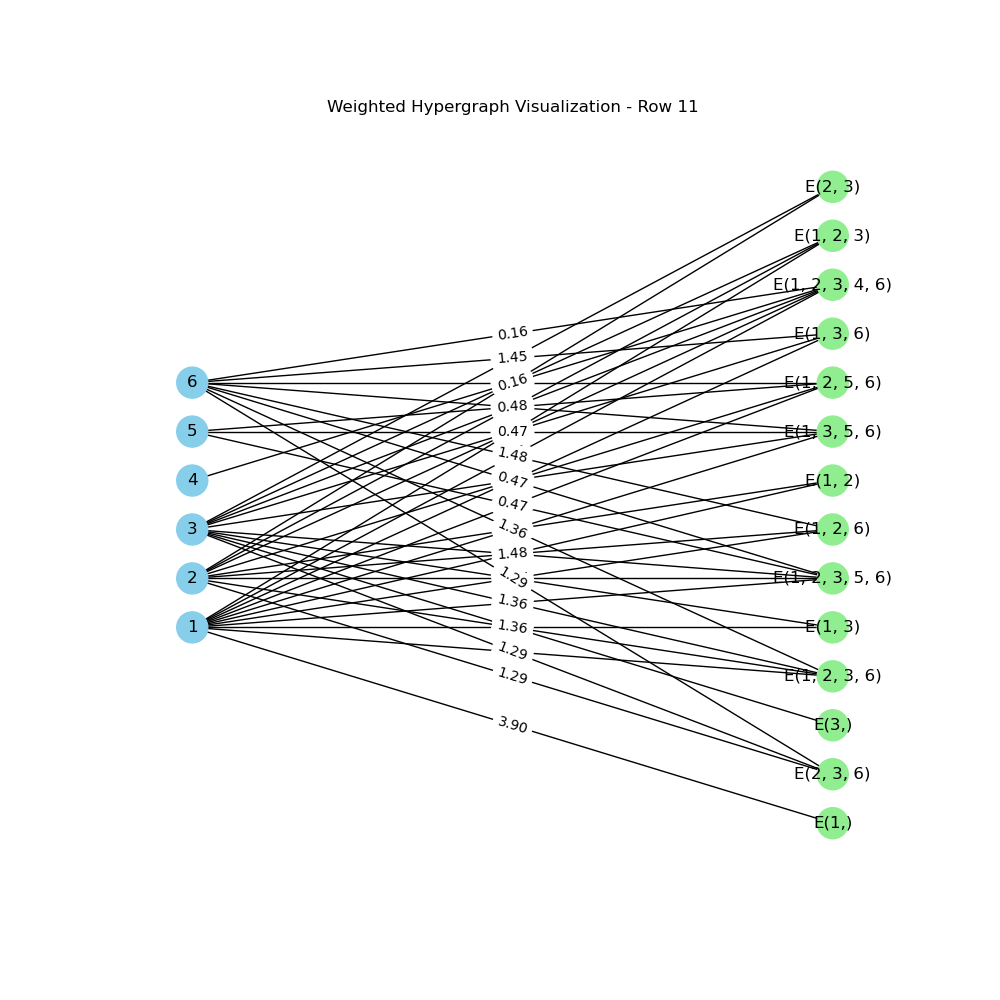 Weighted Hypergraph Visualization - Row 11
E(2, 3)
E(1, 2, 3)
E(1, 2, 3, 4, 6)
E(1, 3, 6)
E(1, 2, 5, 6)
E(1, 3, 5, 6)
E(1, 2)
E(1, 2, 6)
E(1, 2, 3, 5, 6)
E(1, 3)
E(1, 2, 3, 6)
E(3,)
E(2, 3, 6)
E(1,)
6
5
4
3
2
1
0.16
1.45
0.16
0.48
0.47
1.48
0.47
0.47
1.36
1.48
1.29
1.36
1.36
1.29
1.29
3.90